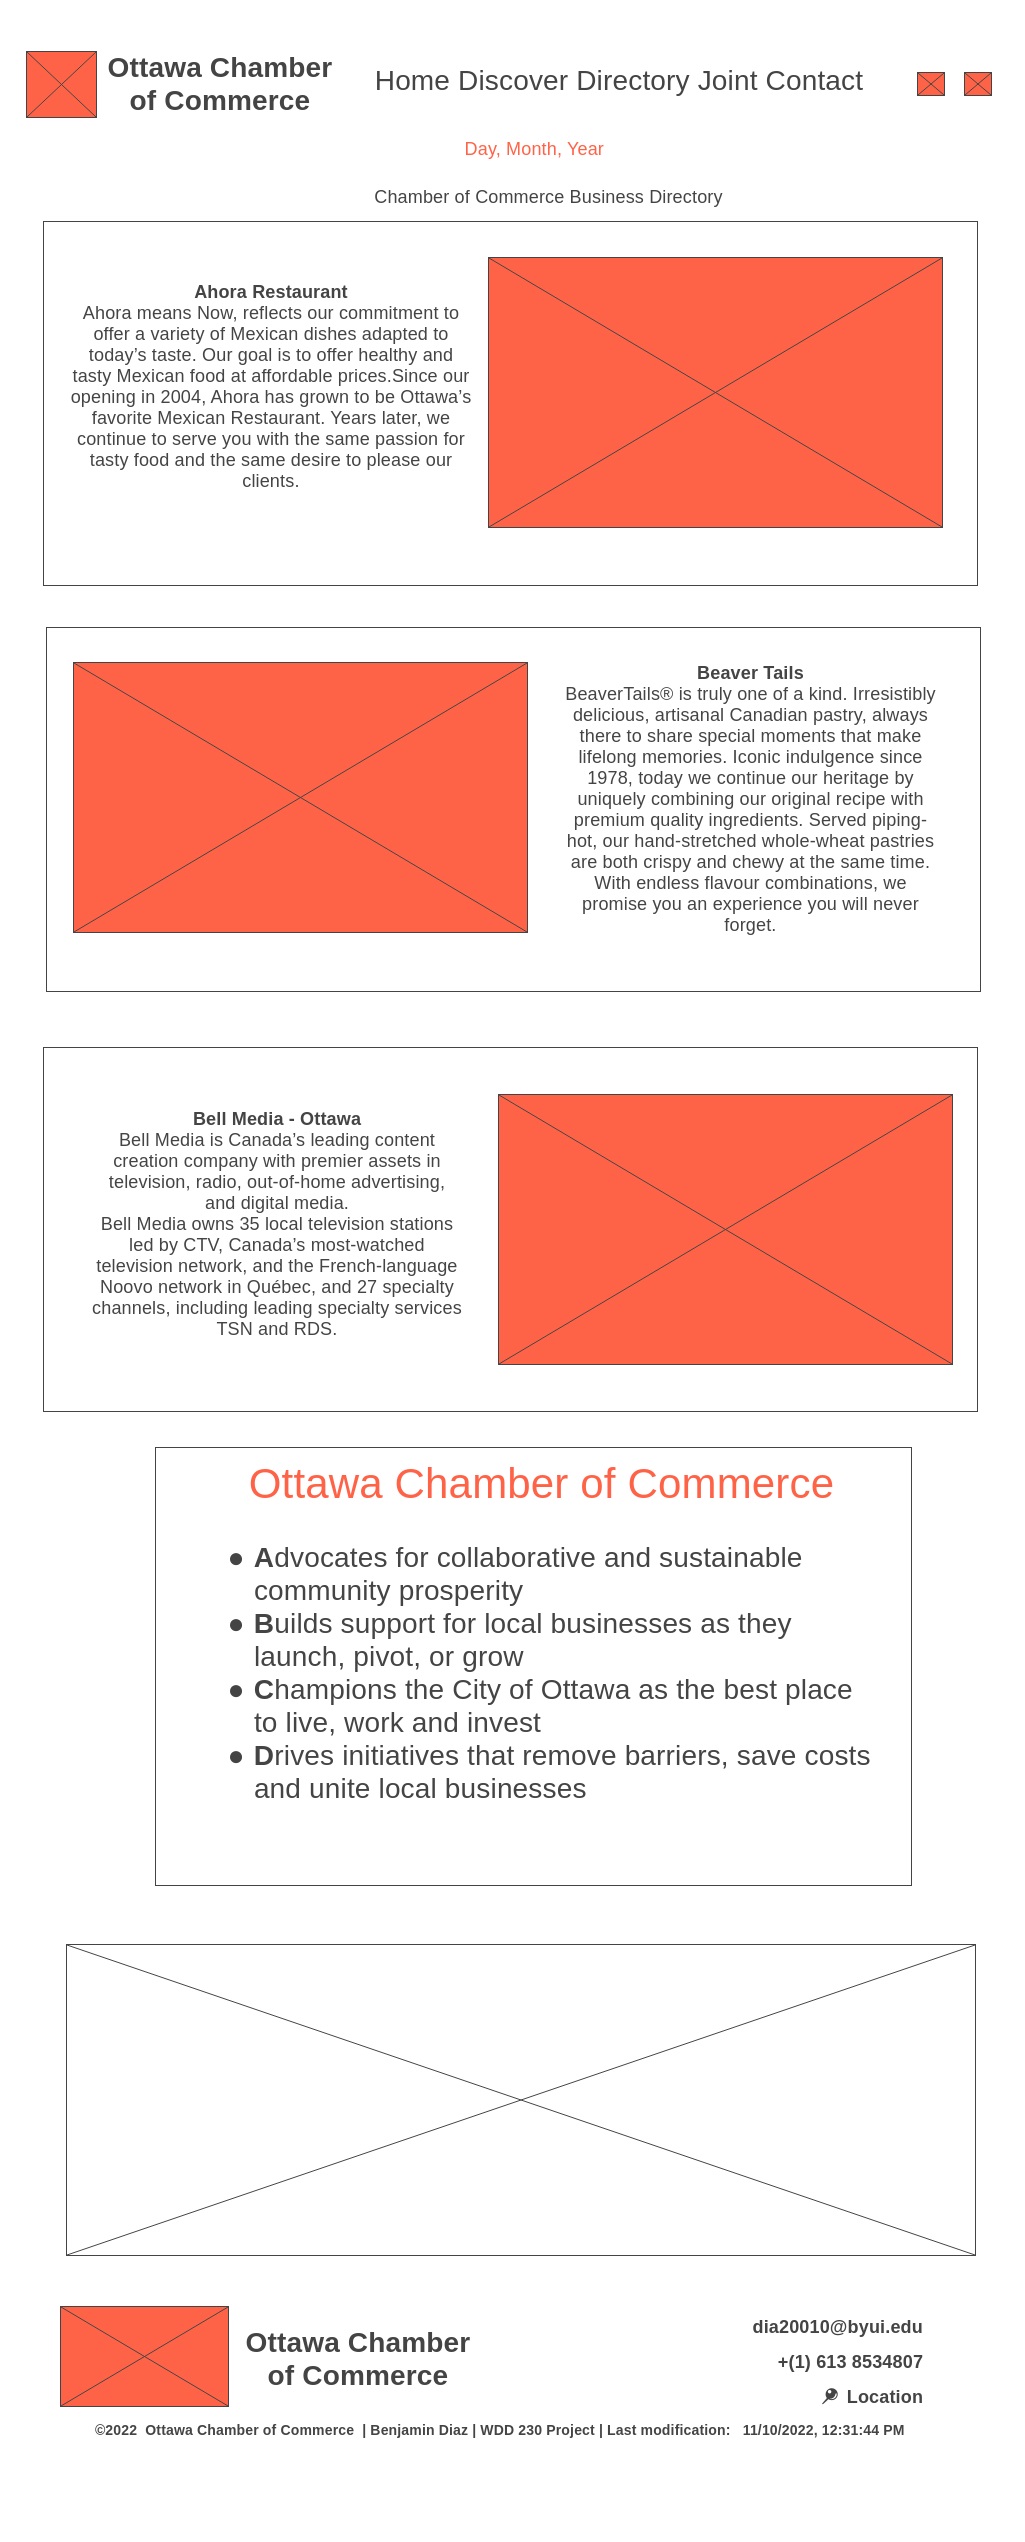 Ottawa Chamber
of Commerce
Home Discover Directory Joint Contact
Day, Month, Year
Chamber of Commerce Business Directory
Ahora Restaurant
Ahora means Now, reflects our commitment to
offer a variety of Mexican dishes adapted to
today’s taste. Our goal is to offer healthy and
tasty Mexican food at affordable prices.Since our
opening in 2004, Ahora has grown to be Ottawa’s
favorite Mexican Restaurant. Years later, we
continue to serve you with the same passion for
tasty food and the same desire to please our
clients.
Beaver Tails
BeaverTails® is truly one of a kind. Irresistibly
delicious, artisanal Canadian pastry, always
there to share special moments that make
lifelong memories. Iconic indulgence since
1978, today we continue our heritage by
uniquely combining our original recipe with
premium quality ingredients. Served piping-
hot, our hand-stretched whole-wheat pastries
are both crispy and chewy at the same time.
With endless flavour combinations, we
promise you an experience you will never
forget.
Bell Media - Ottawa
Bell Media is Canada’s leading content
creation company with premier assets in
television, radio, out-of-home advertising,
and digital media.
Bell Media owns 35 local television stations
led by CTV, Canada’s most-watched
television network, and the French-language
Noovo network in Québec, and 27 specialty
channels, including leading specialty services
TSN and RDS.
Ottawa Chamber of Commerce
● Advocates for collaborative and sustainable
community prosperity
● Builds support for local businesses as they
launch, pivot, or grow
● Champions the City of Ottawa as the best place
to live, work and invest
● Drives initiatives that remove barriers, save costs
and unite local businesses
Ottawa Chamber
of Commerce
dia20010@byui.edu
+(1) 613 8534807
Location
©2022 Ottawa Chamber of Commerce | Benjamin Diaz | WDD 230 Project | Last modification: 11/10/2022, 12:31:44 PM